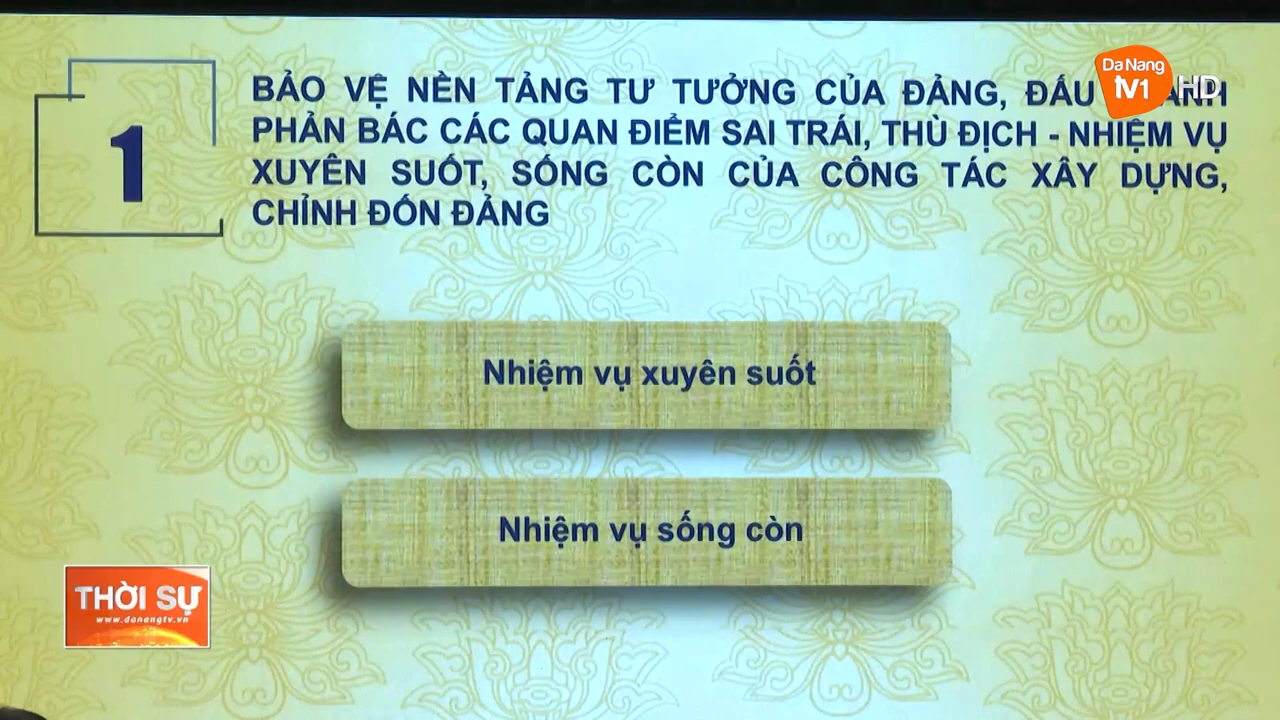 Da Nang
tv1 HD
1
BẢO VỆ NỀN TẢNG TƯ TƯỞNG CỦA ĐẢNG, ĐẤU ANH
PHẢN BÁC CÁC QUAN ĐIỂM SAI TRÁI, THÙ ĐỊCH - NHIỆM VỤ
XUYÊN SUỐT, SỐNG CÒN CỦA CÔNG TÁC XÂY DỰNG,
CHỈNH ĐỐN ĐẢNG
Nhiệm vụ xuyên suốt
Nhiệm vụ sống còn
THỜI SỰ
www.danangtv.vn